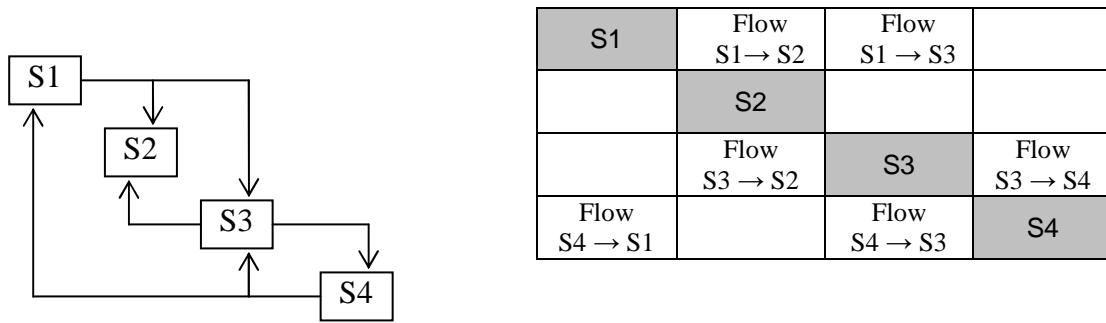 S1
S2
S3
S4
S1
Flow
S1→ S2
Flow
S1 → S3
S2
Flow
S3 → S2
S3
Flow
S3 → S4
Flow
S4 → S1
Flow
S4 → S3
S4